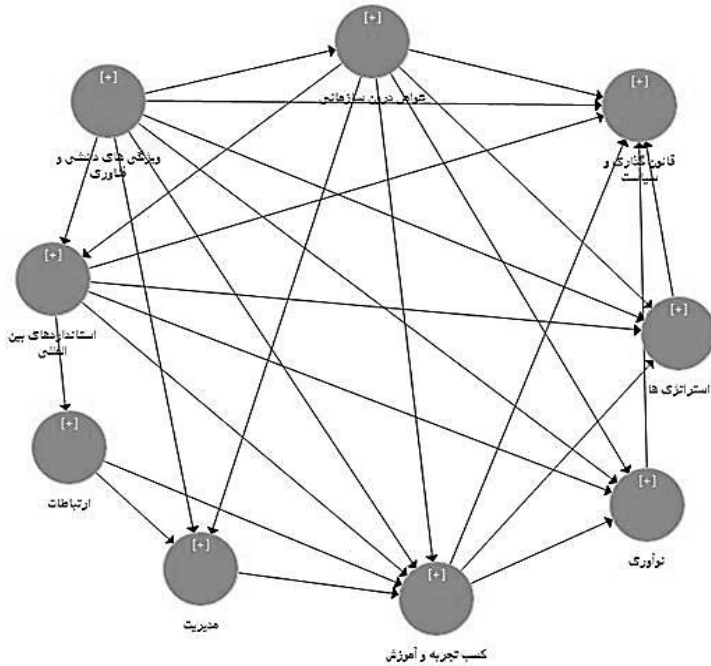 [+]
[+]
[+]
عوامل درون سازمانی
ویژگی های دانشی و
فناوری
قانون گذاری و
سیاست
[+]
استانداردهای بین
المللی
[+]
استراتژی ها
[+]
ارتباطات
[+]
نوآوری
[+]
مدیریت
[+]
کسب تجربه و آموزش